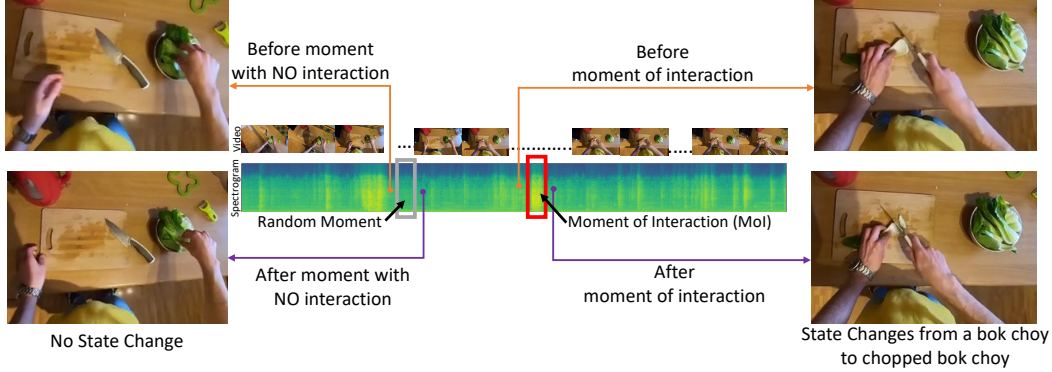 Before moment
with NO interaction
Before
moment of interaction
Video
...
............
.....
Spectrogram
Random Moment
Moment of Interaction (MoI)
After moment with
NO interaction
After
moment of interaction
No State Change
State Changes from a bok choy
to chopped bok choy